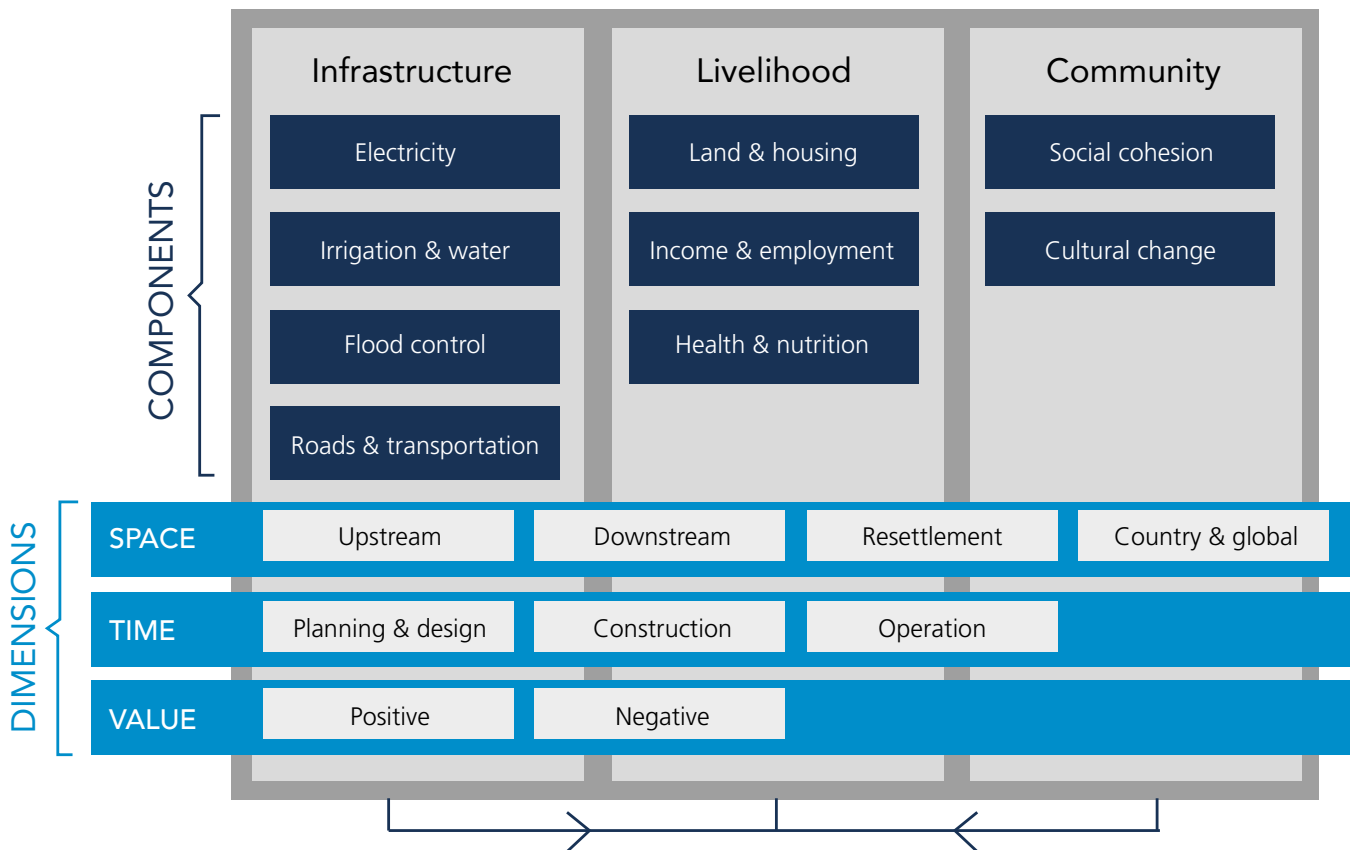 Infrastructure
Livelihood
Community
COMPONENTS
Electricity
Land & housing
Social cohesion
Irrigation & water
Income & employment
Cultural change
Flood control
Health & nutrition
Roads & transportation
DIMENSIONS
SPACE
Upstream
Downstream
Resettlement
Country & global
TIME
Planning & design
Construction
Operation
VALUE
Positive
Negative